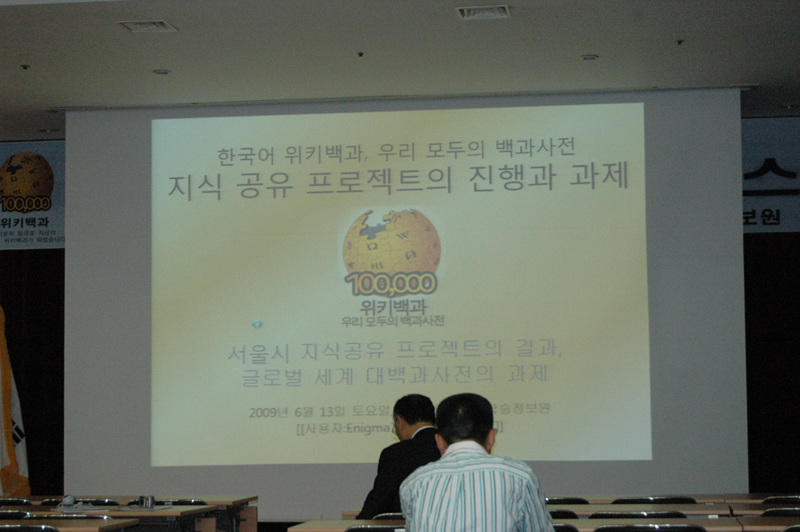 한국어 위키백과, 우리 모두의 백과사전
지식 공유 프로젝트의 진행과 과제
100,000
위키백과
우리 모두의 백과사전
서울시 지식공유 프로젝트의 결과,
글로벌 세계 대백과사전의 과제
2009년 6월 13일 토요일,
[[사용자:Enigma
100,000
위키백과
스
보원